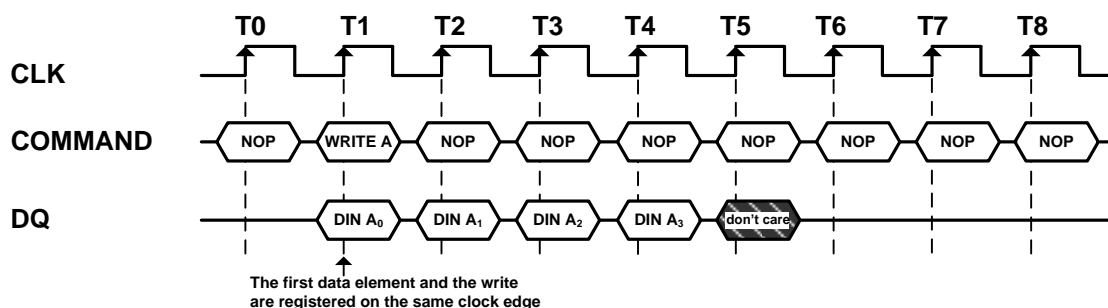 T0 T1 T2 T3 T4 T5 T6 T7 T8
CLK
COMMAND NOP WRITE A NOP NOP NOP NOP NOP NOP NOP
DQ DIN A0 DIN A1 DIN A2 DIN A3 don't care
The first data element and the write
are registered on the same clock edge